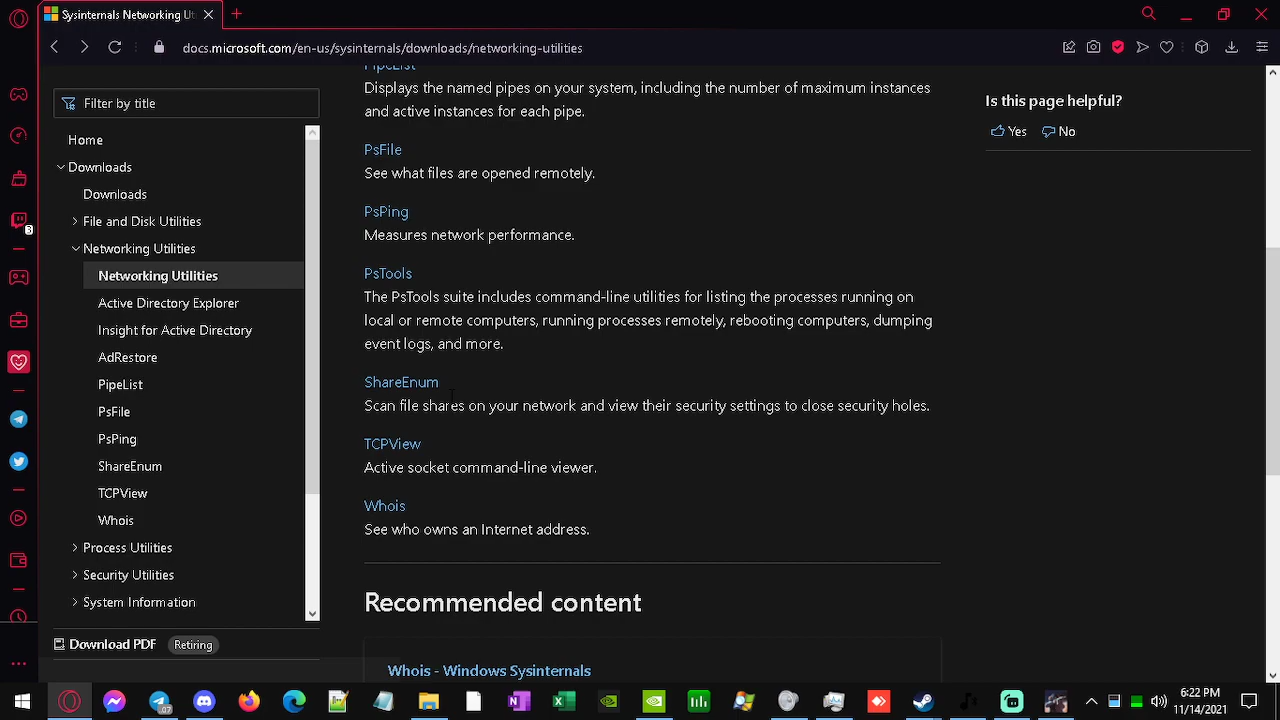 Sysinternals Networking Uti
docs.microsoft.com/en-us/sysinternals/downloads/networking-utilities
Filter by title
Home
Downloads
Downloads
File and Disk Utilities
Networking Utilities
Networking Utilities
Active Directory Explorer
Insight for Active Directory
AdRestore
PipeList
PsFile
PsPing
ShareEnum
TCPView
Whois
Process Utilities
Security Utilities
System Information
Download PDF Retiring
PipeList
Displays the named pipes on your system, including the number of maximum instances
and active instances for each pipe.
PsFile
See what files are opened remotely.
PsPing
Measures network performance.
PsTools
The PsTools suite includes command-line utilities for listing the processes running on
local or remote computers, running processes remotely, rebooting computers, dumping
event logs, and more.
ShareEnum
Scan file shares on your network and view their security settings to close security holes.
TCPView
Active socket command-line viewer.
Whois
See who owns an Internet address.
Recommended content
Whois - Windows Sysinternals
Is this page helpful?
Yes No
3
6:22 PM
11/14/2021